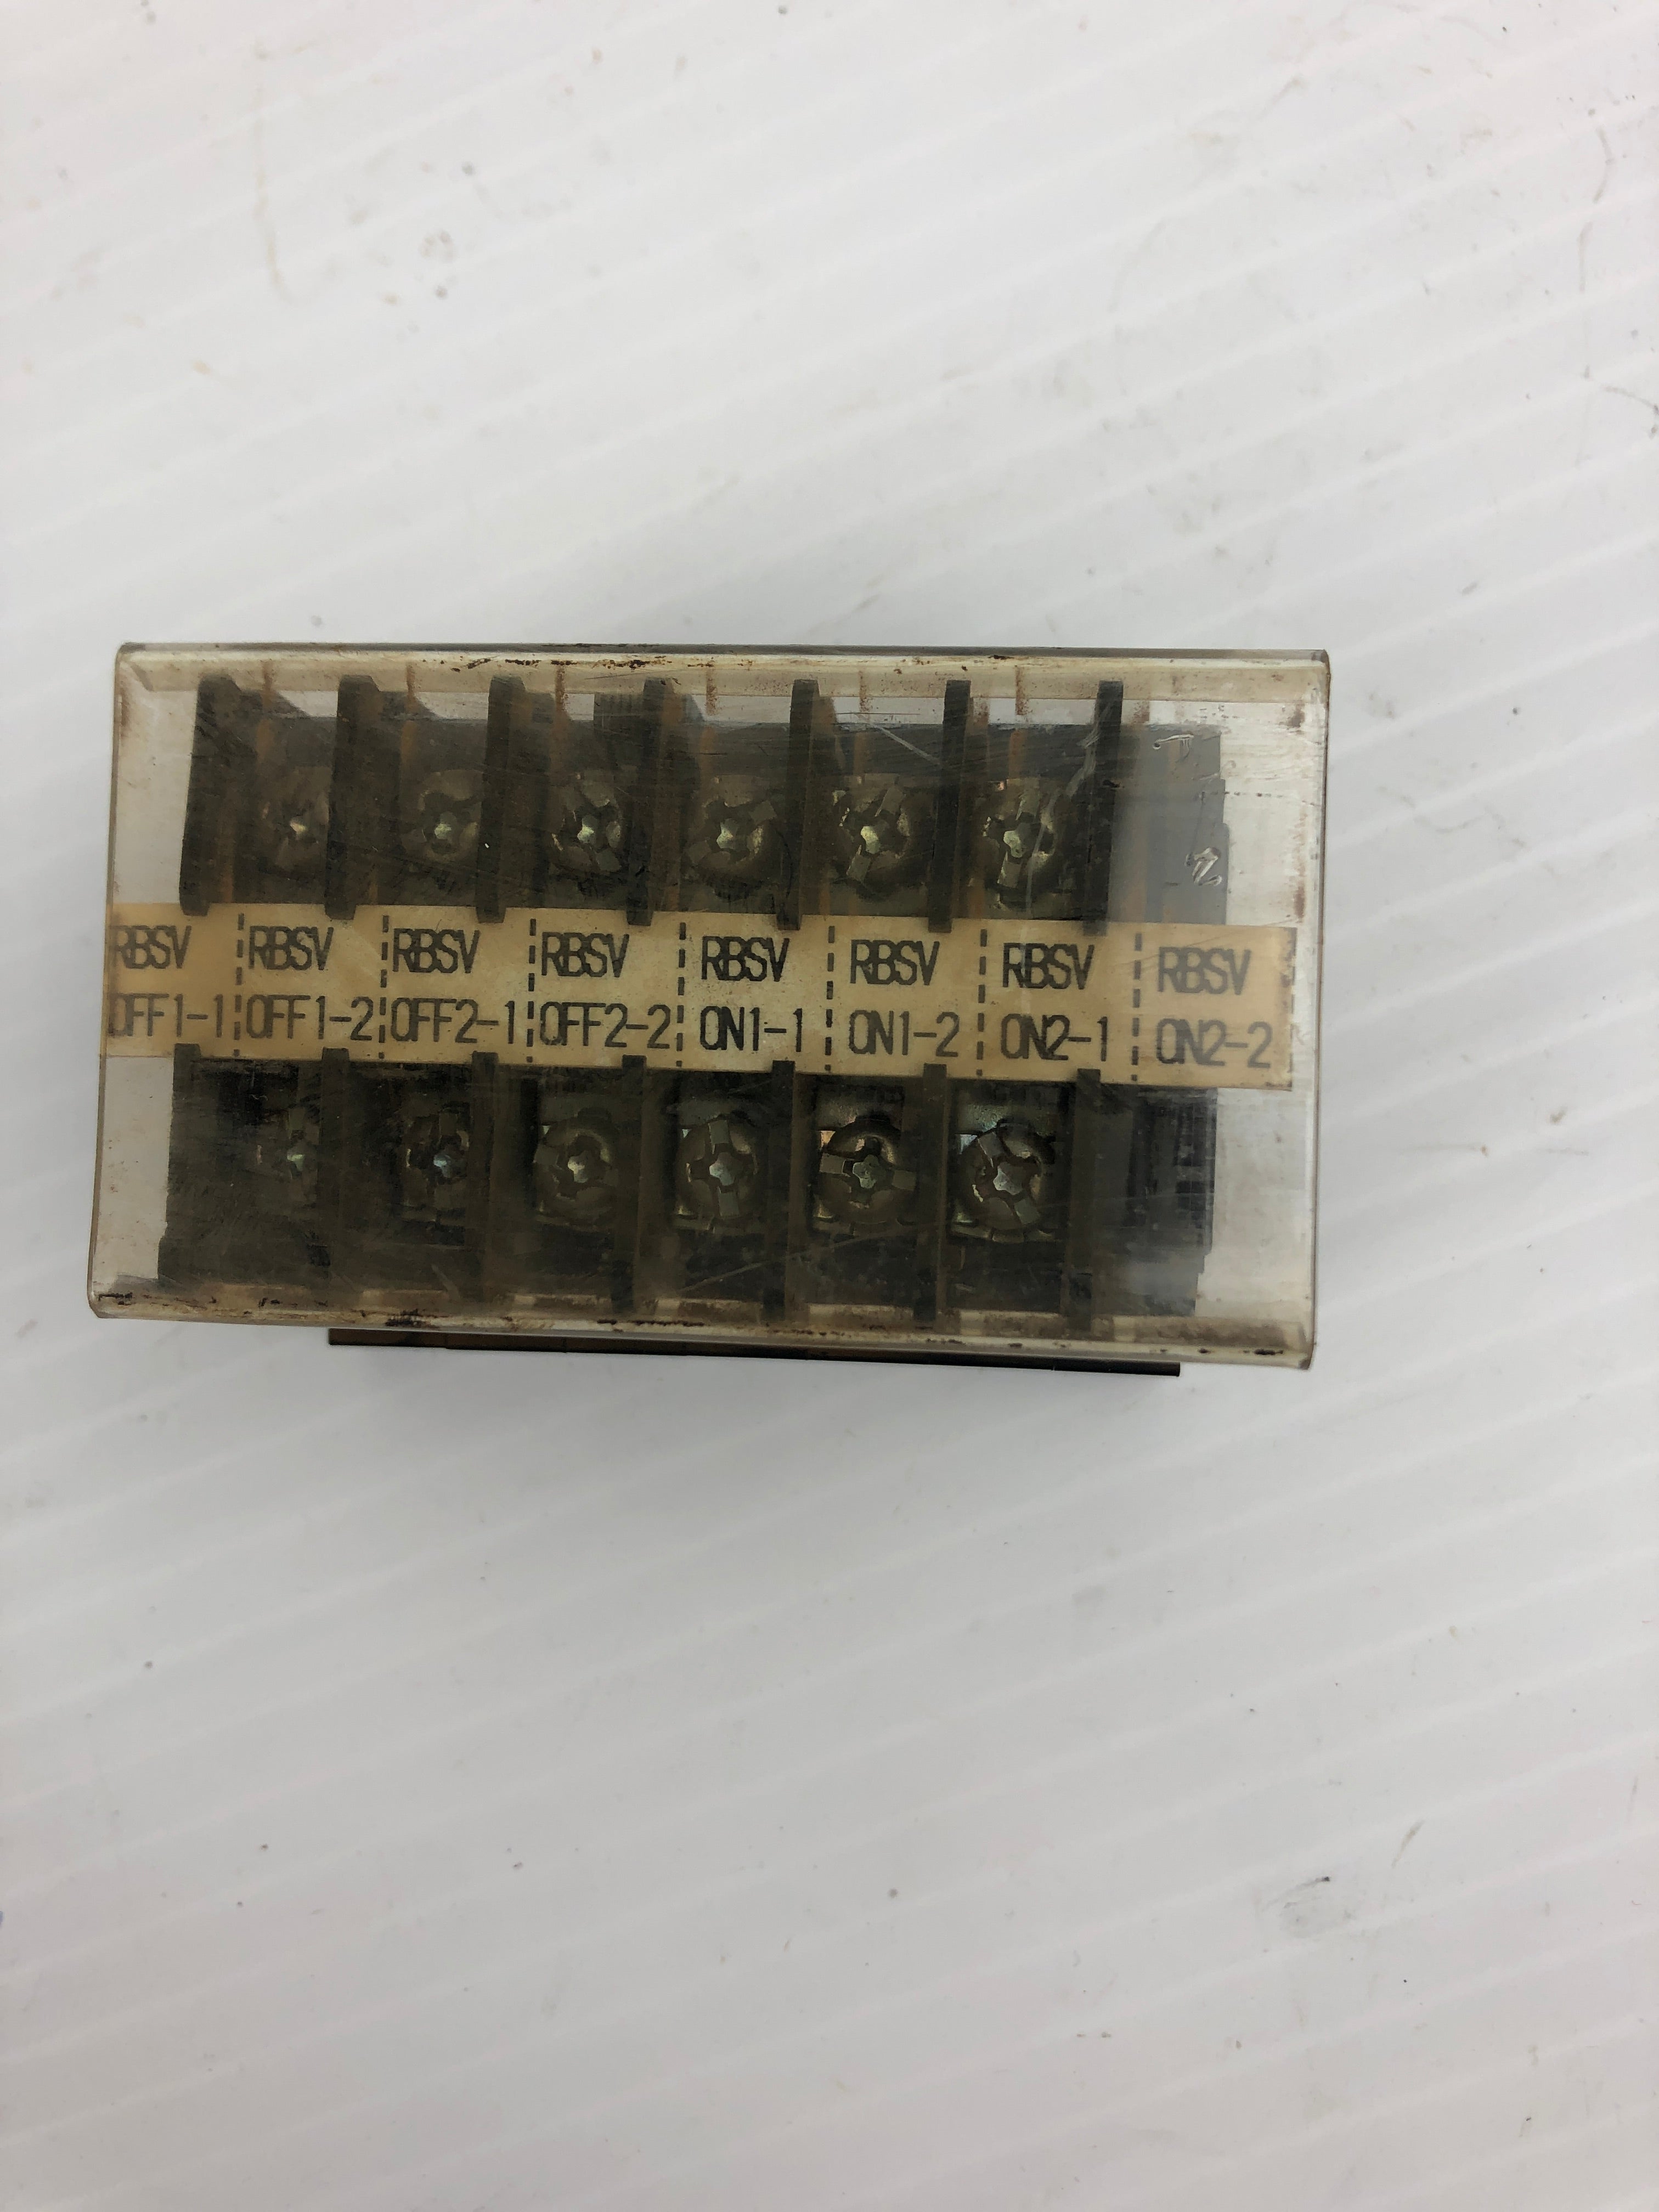 RBSV RBSV RBSV RBSV RBSV RBSV RBSV RBSV
OFF1-1 OFF1-2 OFF2-1 OFF2-2 ON1-1 ON1-2 ON2-1 ON2-2